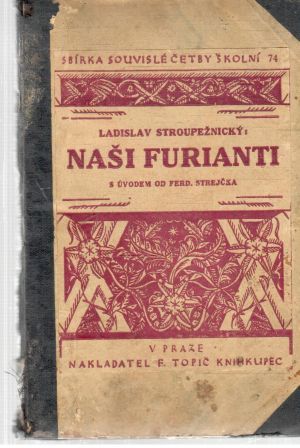 SBÍRKA SOUVISLÉ ČETBY ŠKOLNÍ 74
LADISLAV STROUPEŽNICKÝ:
NAŠI FURIANTI
S ÚVODEM OD FERD. STREJČKA
V PRAZE
NAKLADATEL F. TOPIČ KNIHKUPEC